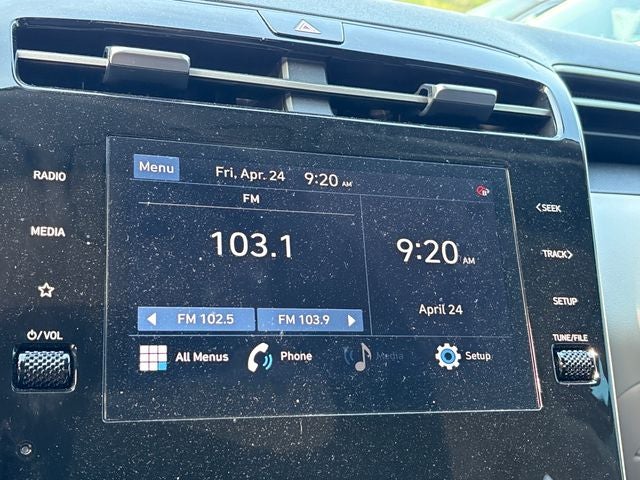 RADIO
MEDIA
⏻/VOL
Menu
Fri, Apr. 24 9:20 AM
FM
103.1
◀ FM 102.5
FM 103.9 ▶
9:20 AM
April 24
All Menus
Phone
Media
Setup
<SEEK
TRACK>
SETUP
TUNE/FILE